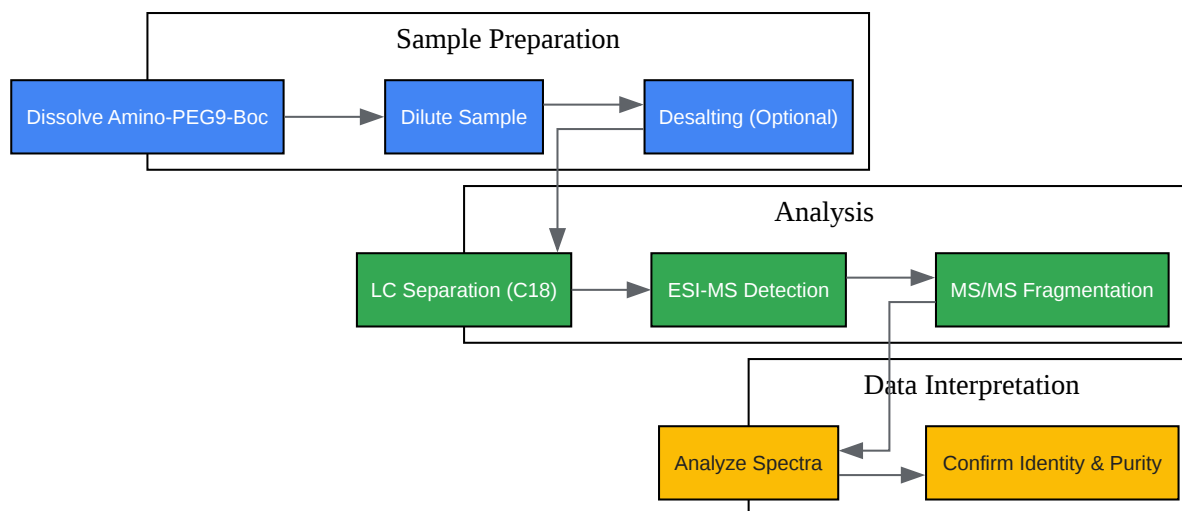 Sample Preparation
Dissolve Amino-PEG9-Boc
Dilute Sample
Desalting (Optional)
Analysis
LC Separation (C18)
ESI-MS Detection
MS/MS Fragmentation
Data Interpretation
Analyze Spectra
Confirm Identity & Purity